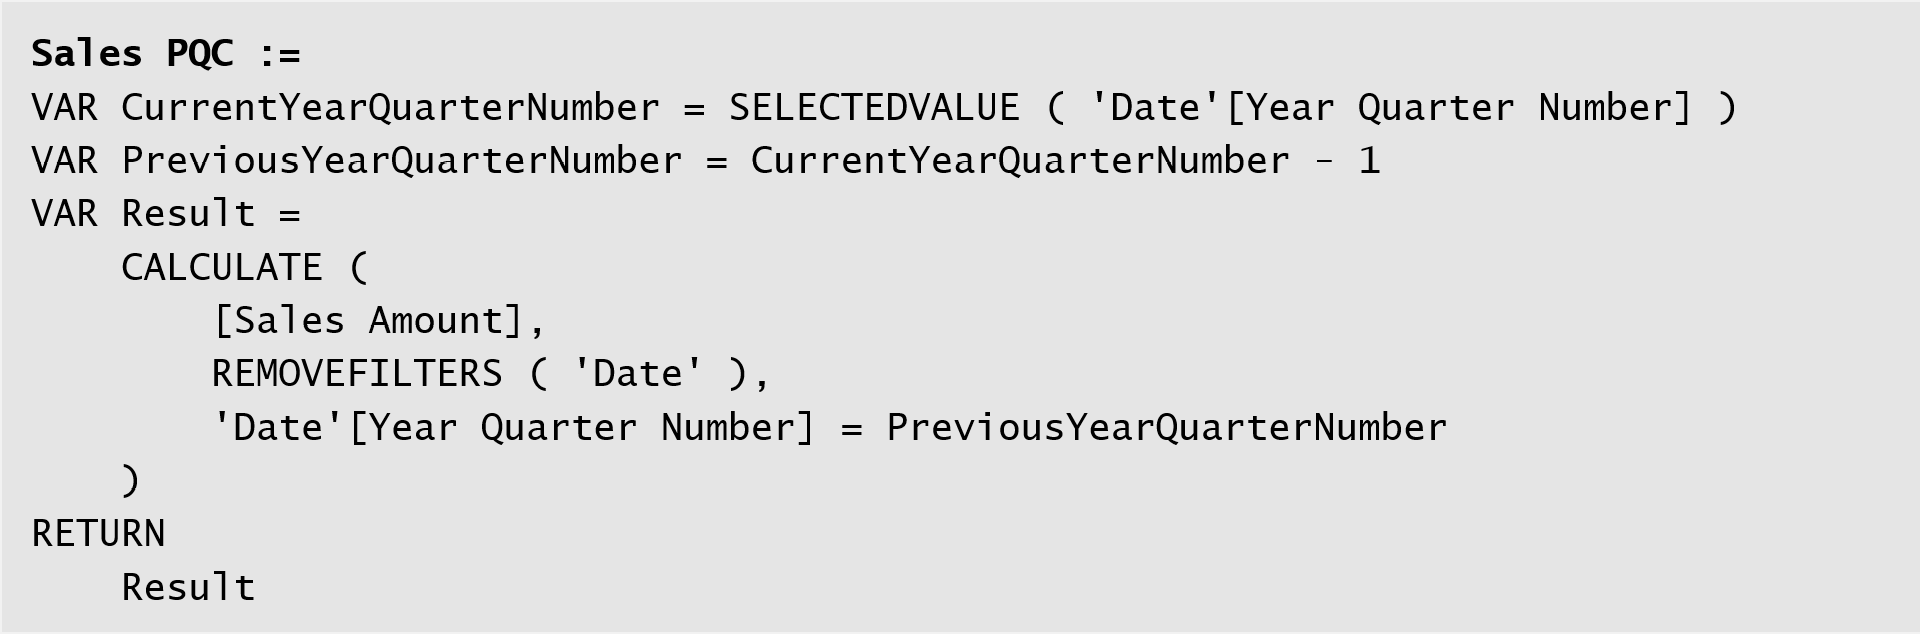 Sales PQC :=
VAR CurrentYearQuarterNumber = SELECTEDVALUE ( 'Date'[Year Quarter Number] )
VAR PreviousYearQuarterNumber = CurrentYearQuarterNumber - 1
VAR Result =
    CALCULATE (
        [Sales Amount],
        REMOVEFILTERS ( 'Date' ),
        'Date'[Year Quarter Number] = PreviousYearQuarterNumber
    )
RETURN
    Result